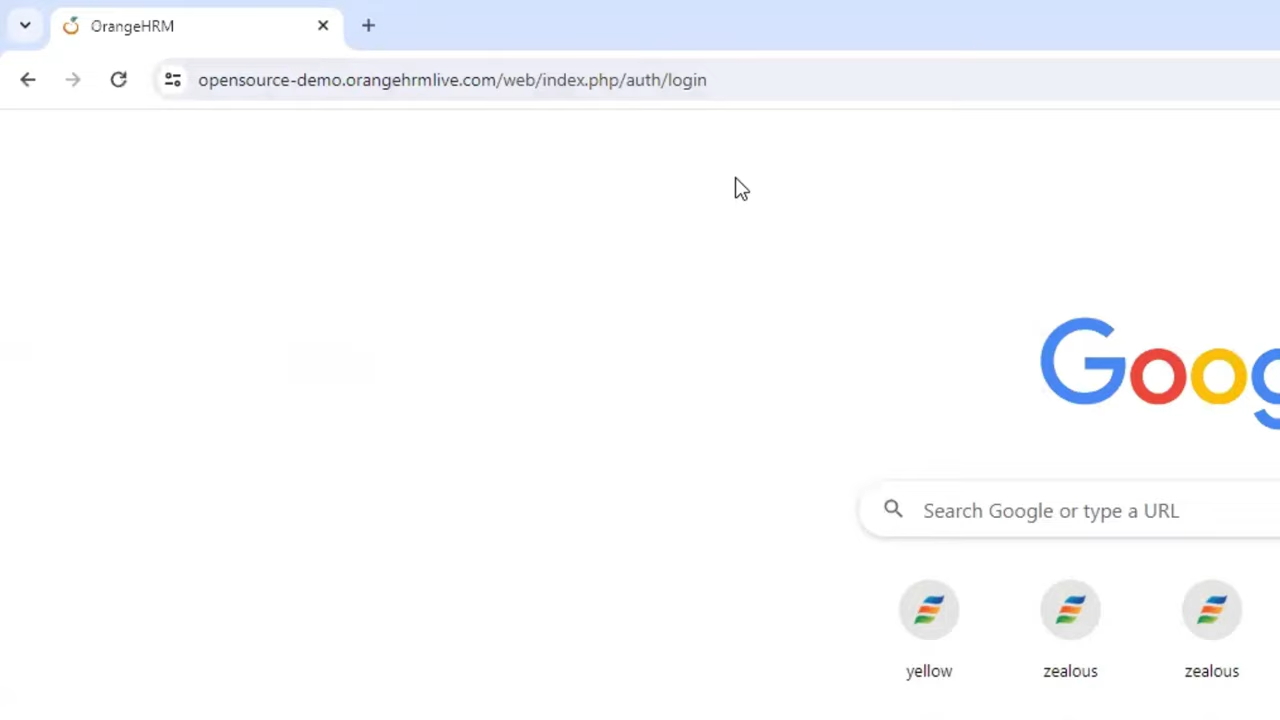 OrangeHRM
opensource-demo.orangehrmlive.com/web/index.php/auth/login
Goog
Search Google or type a URL
yellow
zealous
zealous